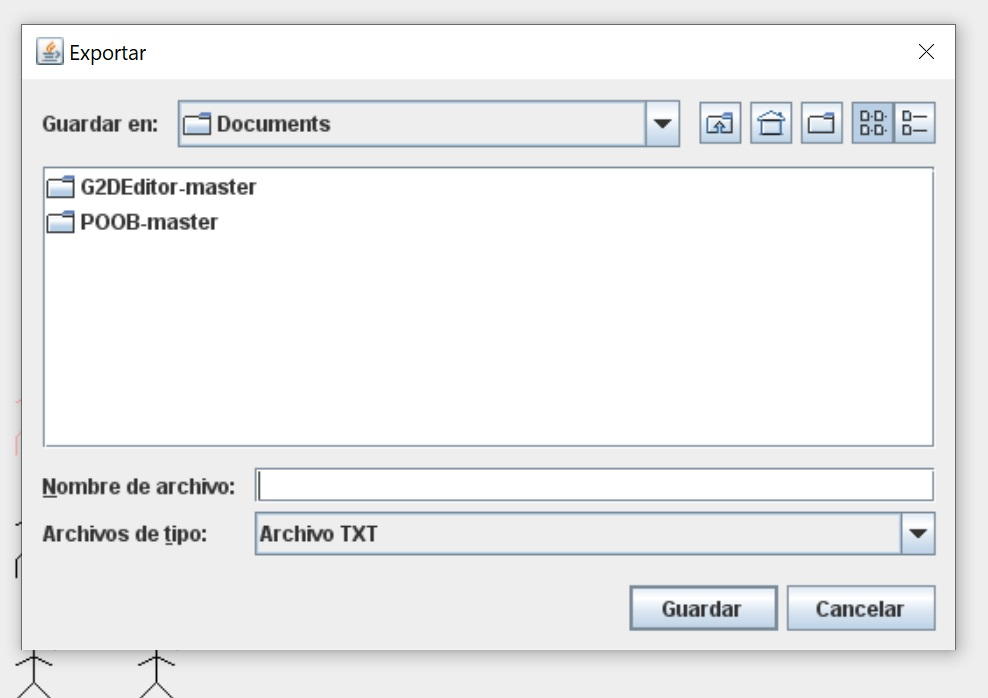 Exportar
Guardar en: Documents
G2DEditor-master
POOB-master
Nombre de archivo:
Archivos de tipo: Archivo TXT
Guardar Cancelar